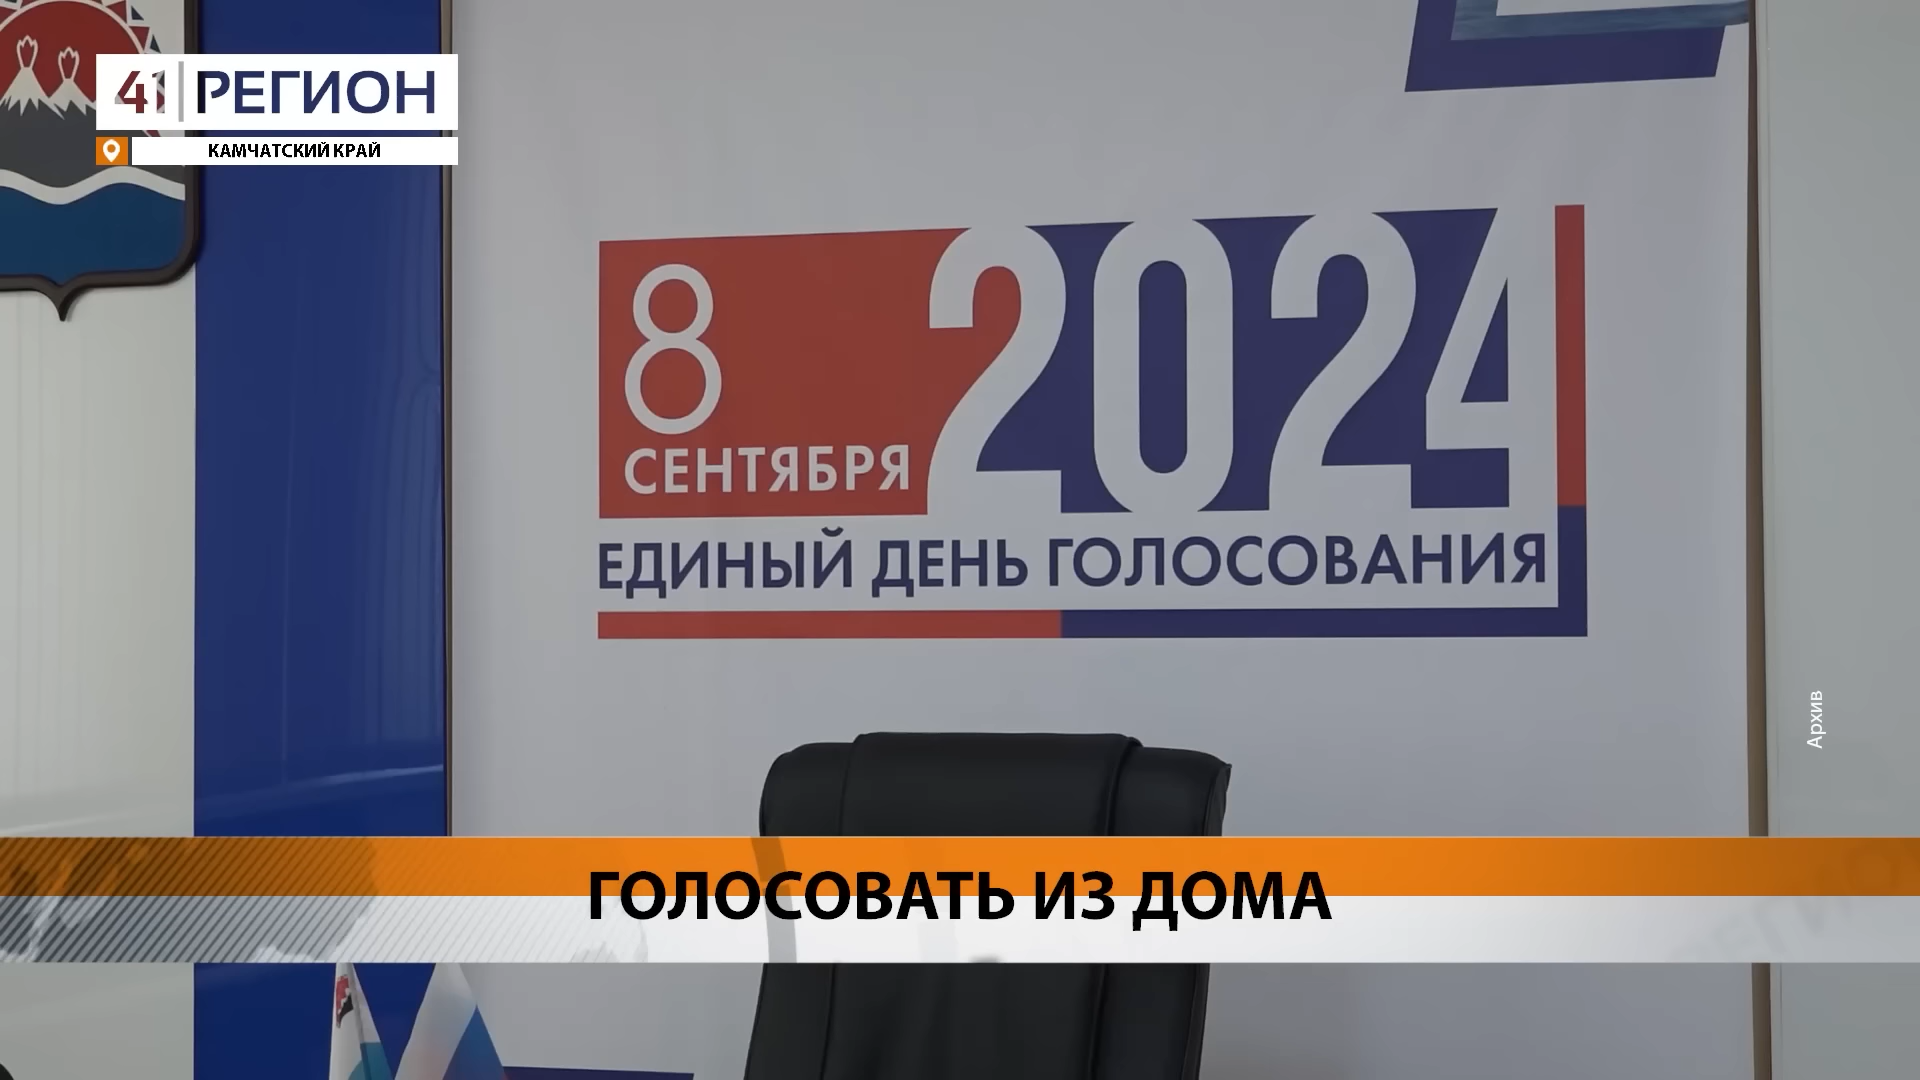 41 РЕГИОН
КАМЧАТСКИЙ КРАЙ
8
СЕНТЯБРЯ
2024
ЕДИНЫЙ ДЕНЬ ГОЛОСОВАНИЯ
Архив
ГОЛОСОВАТЬ ИЗ ДОМА